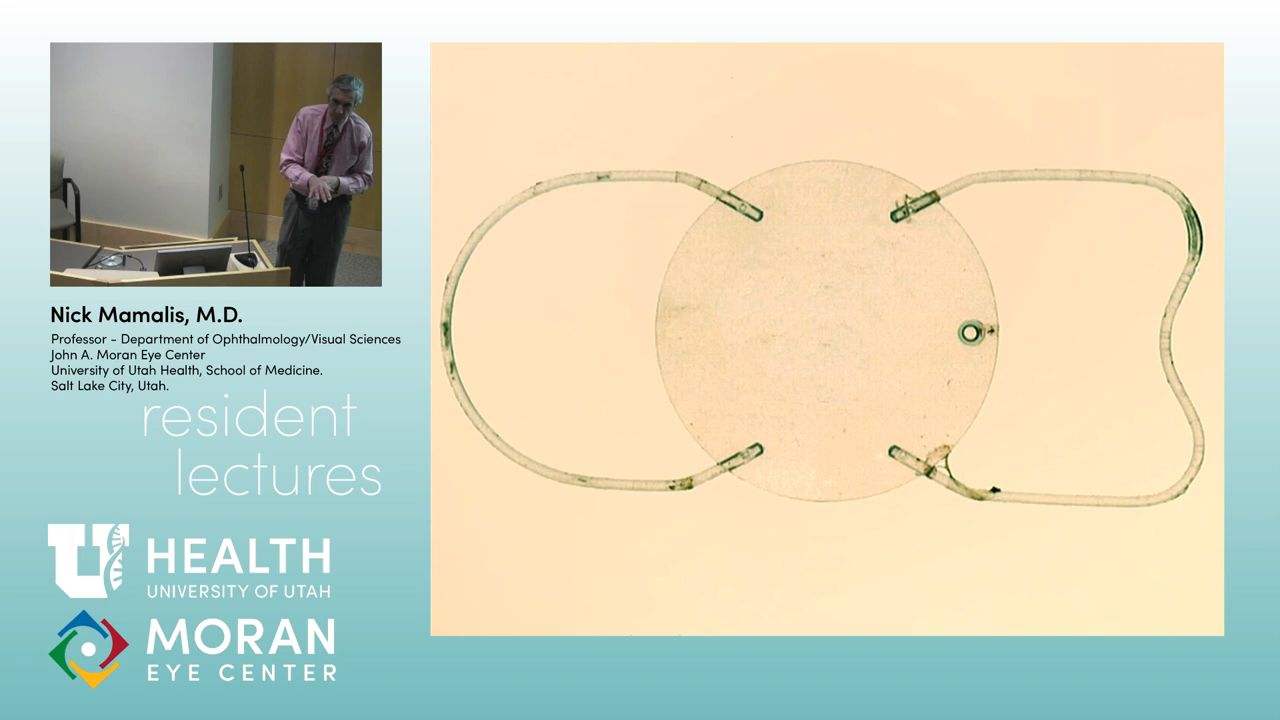 Nick Mamalis, M.D.
Professor - Department of Ophthalmology/Visual Sciences
John A. Moran Eye Center
University of Utah Health, School of Medicine.
Salt Lake City, Utah.
resident
lectures
U
HEALTH
UNIVERSITY OF UTAH
MORAN
EYE CENTER